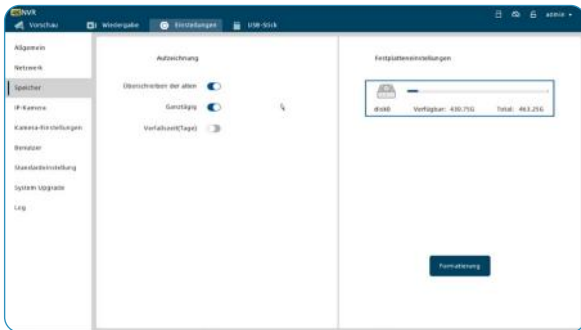 NVR
Vorschau
Wiedergabe
Einstellungen
USB-Stick
admin
Allgemein
Netzwerk
Speicher
IP-Kamera
Kamera-Einstellungen
Benutzer
Standardeinstellung
System Upgrade
Log
Aufzeichnung
Überschreiben der alten
Ganztägig
Verfallszeit(Tage)
Festplatteneinstellungen
disk0
Verfügbar: 430.75G
Total: 463.25G
Formatierung